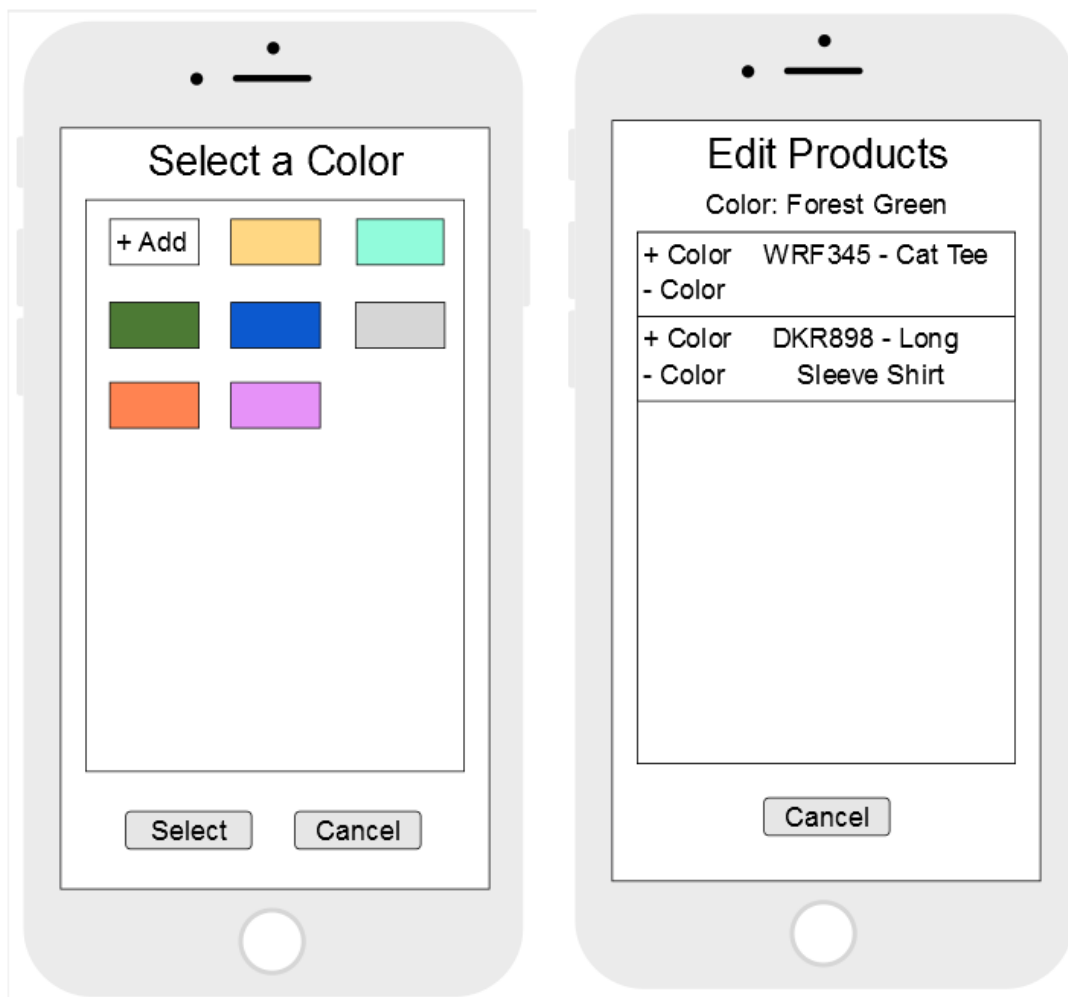 Select a Color
+ Add
Select
Cancel
Edit Products
Color: Forest Green
+ Color
- Color
WRF345 - Cat Tee
+ Color
- Color
DKR898 - Long
Sleeve Shirt
Cancel